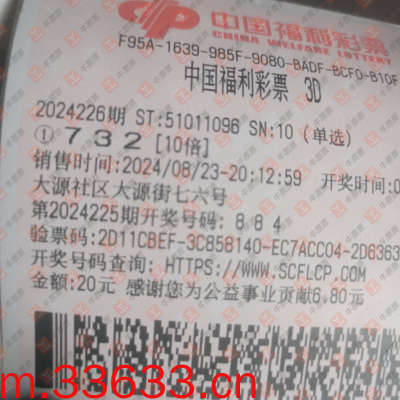 中国福利彩票
CHINA WELFARE LOTTERY
F95A-1639-985F-9080-BADF-BCF0-B10F
中国福利彩票 3D
2024226期 ST:51011096 SN:10 (单选)
① 7 3 2 [10倍]
销售时间:2024/08/23-20:12:59 开奖时间:0
大源社区大源街七六号
第2024225期开奖号码: 8 8 4
验票码:2D11CBEF-3C858140-EC7ACC04-2D6363
开奖号码查询: HTTPS://WWW.SCFLCP.COM
金额:20元 感谢您为公益事业贡献6.80元
m.33633.cn